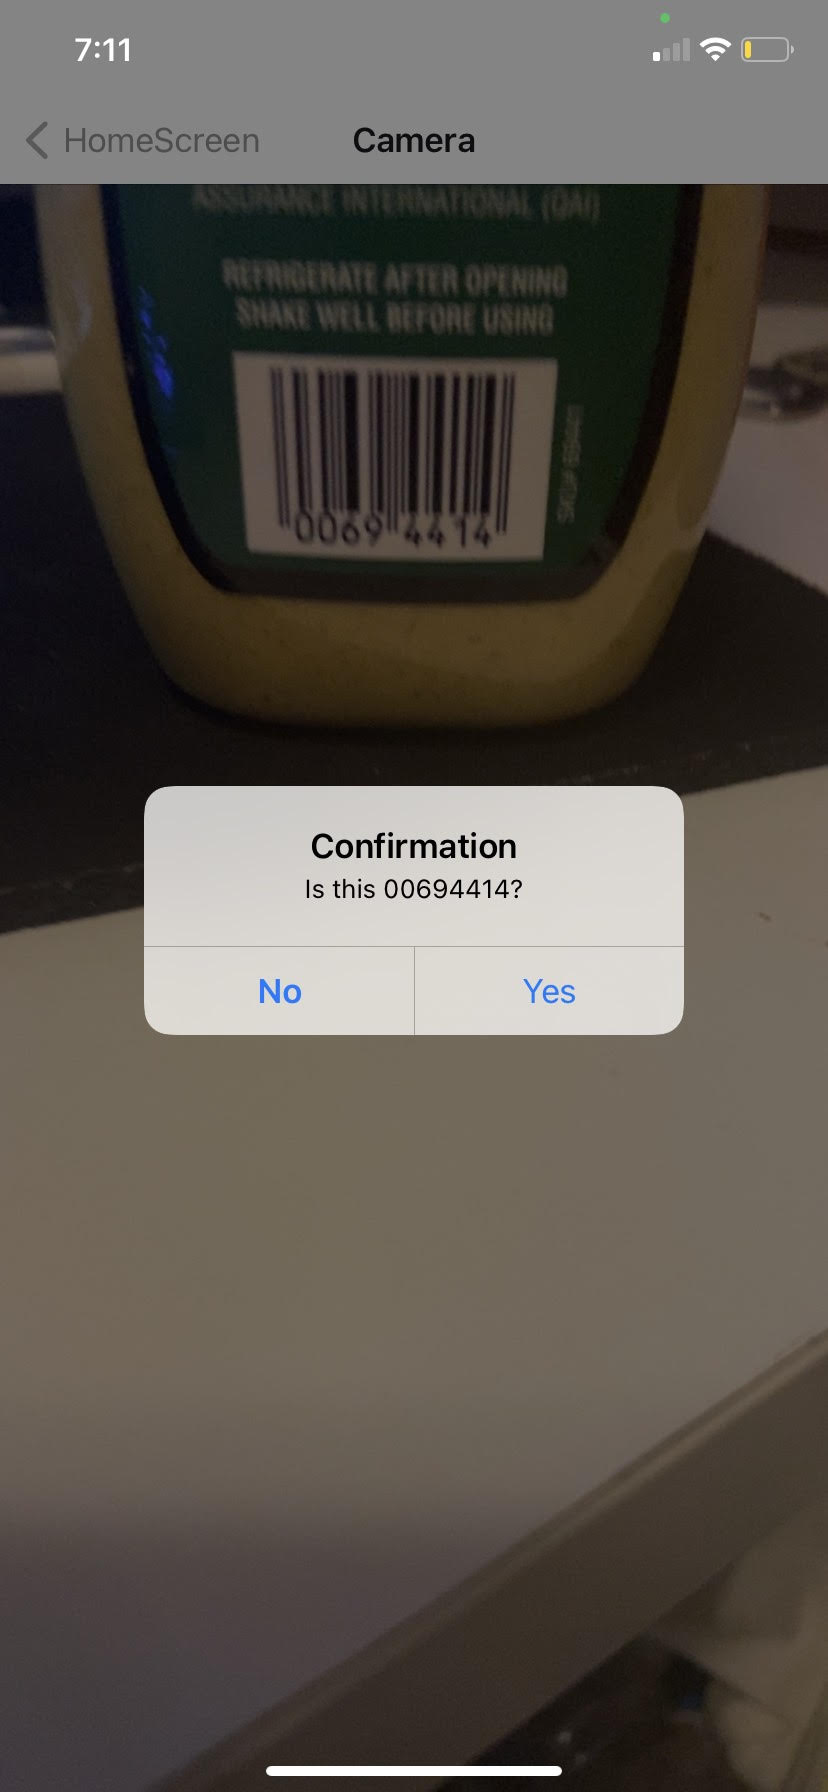 7:11
HomeScreen
Camera
ASSURANCE INTERNATIONAL (QAI)
REFRIGERATE AFTER OPENING
SHAKE WELL BEFORE USING
0069 4414
SKU#
Confirmation
Is this 00694414?
No
Yes